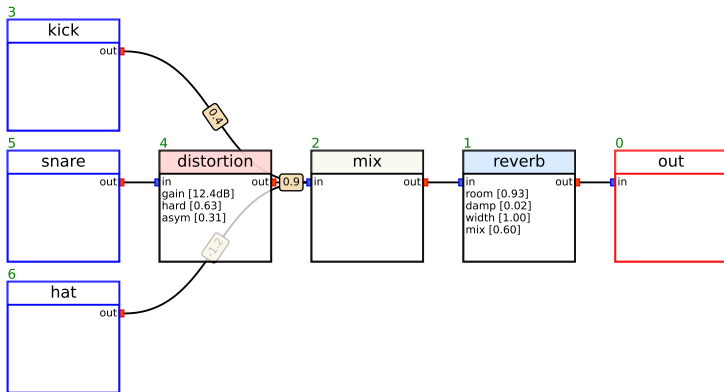 3
kick
out
0.4
5
snare
out
4
distortion
in
out
gain [12.4dB]
hard [0.63]
asym [0.31]
0.9
2
mix
in
1
reverb
in
room [0.93]
damp [0.02]
width [1.00]
mix [0.60]
0
out
in
-1.2
6
hat
out